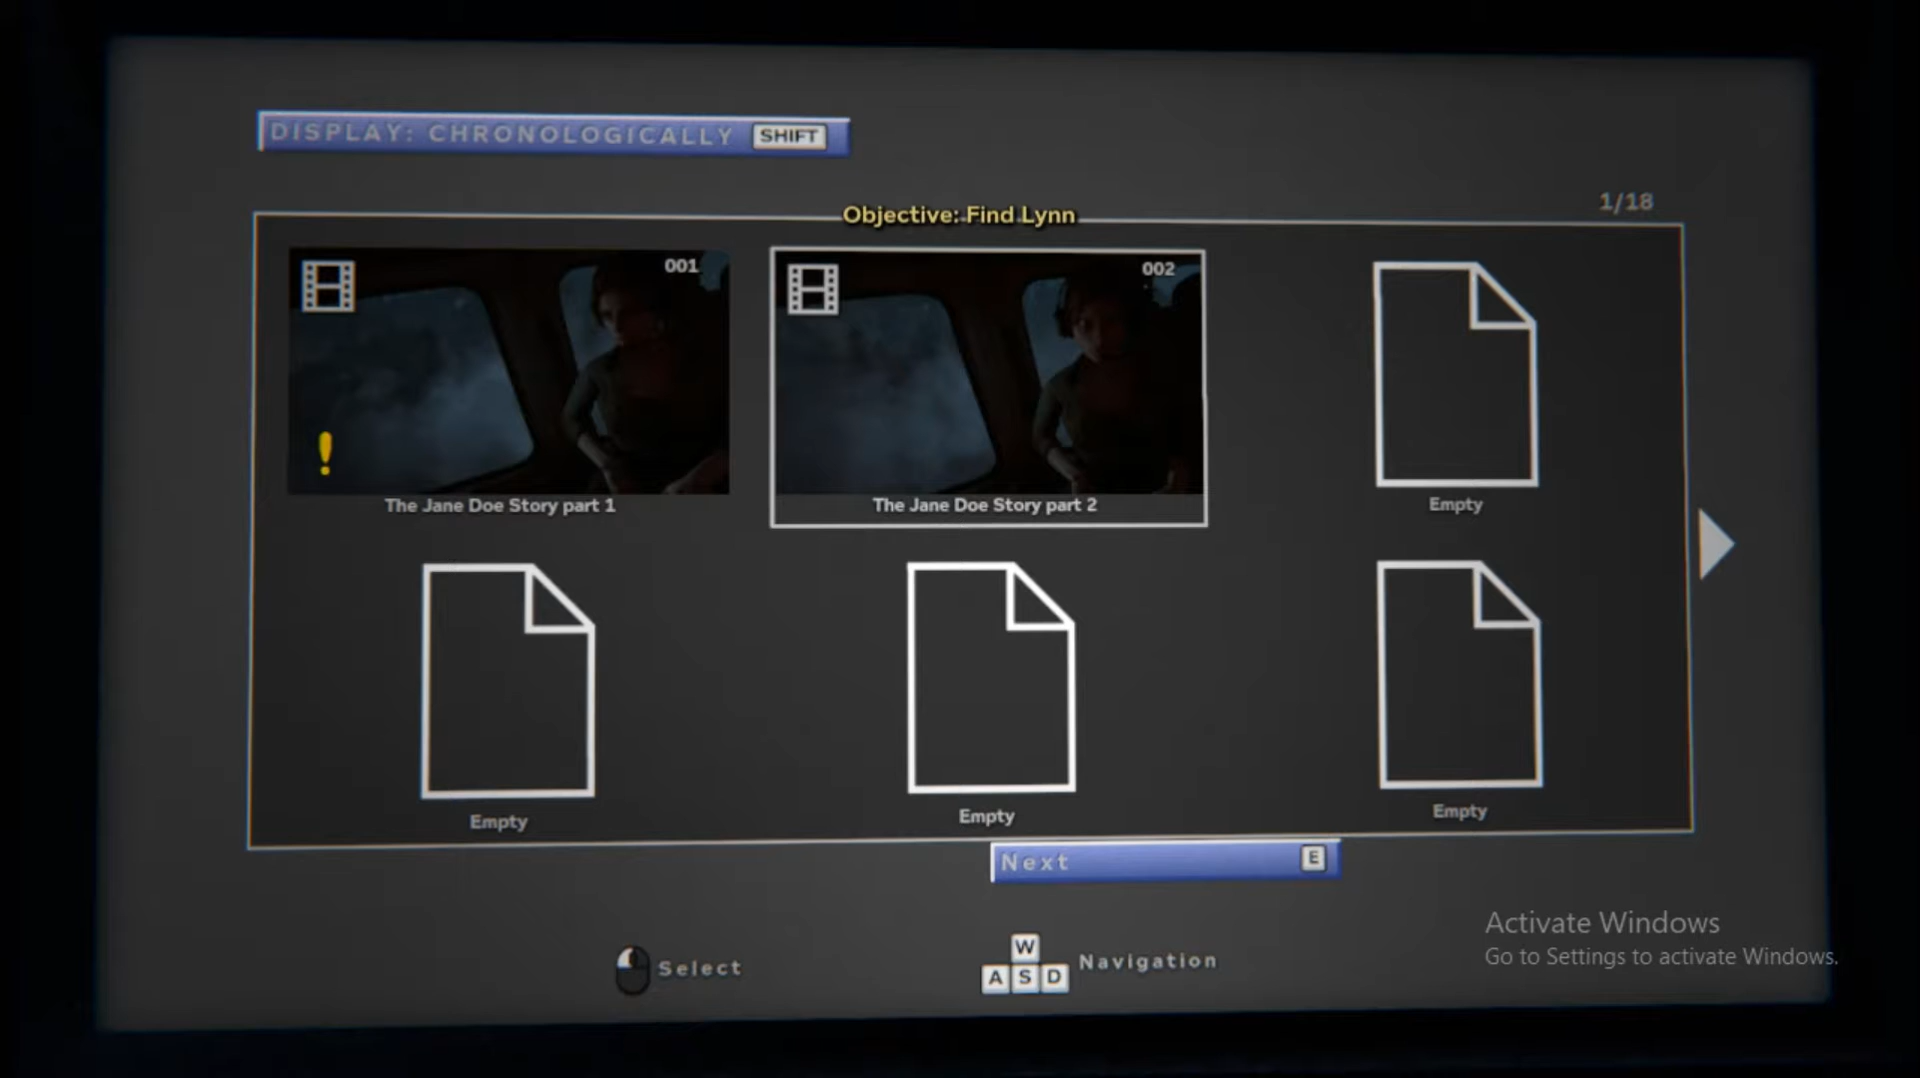 DISPLAY: CHRONOLOGICALLY SHIFT
1/18
Objective: Find Lynn
001
002
The Jane Doe Story part 1
The Jane Doe Story part 2
Empty
Empty
Empty
Empty
Next E
Activate Windows
Go to Settings to activate Windows.
Select
W
A S D
Navigation